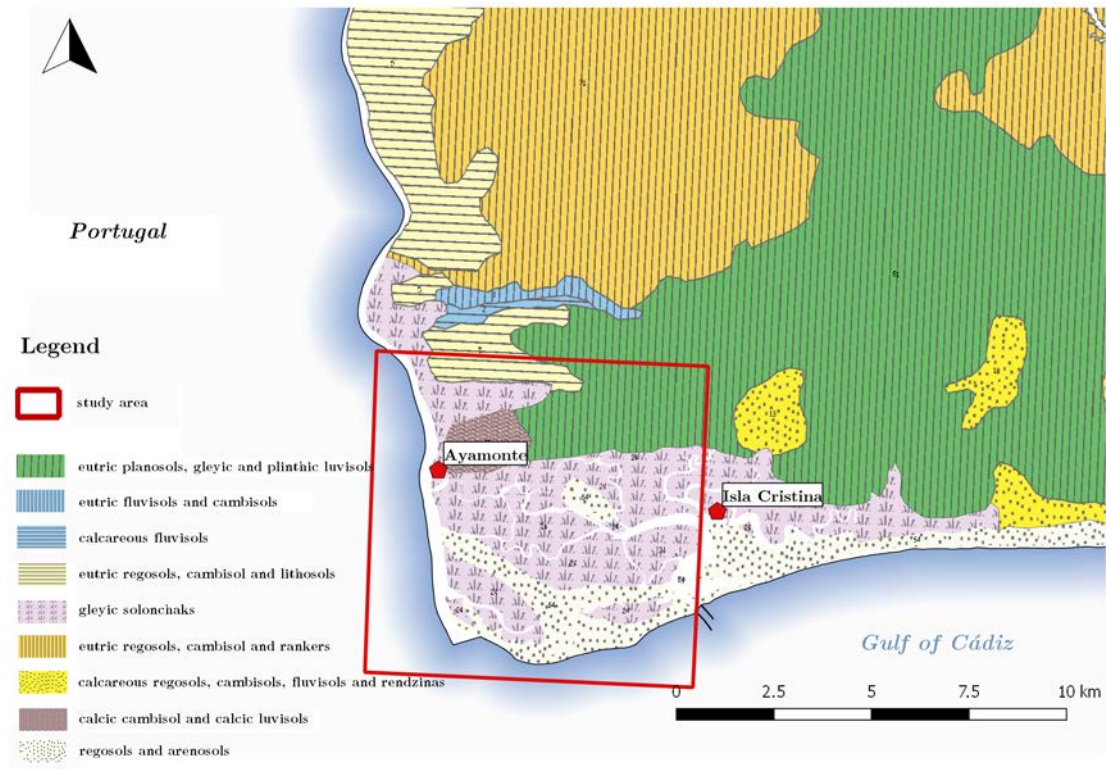 Portugal
Legend
study area
eutric planosols, gleyic and plinthic luvisols
eutric fluvisols and cambisols
calcareous fluvisols
eutric regosols, cambisol and lithosols
gleyic solonchaks
eutric regosols, cambisol and rankers
calcareous regosols, cambisols, fluvisols and rendzinas
calcic cambisol and calcic luvisols
regosols and arenosols
Ayamonte
Isla Cristina
Gulf of Cádiz
0 2.5 5 7.5 10 km